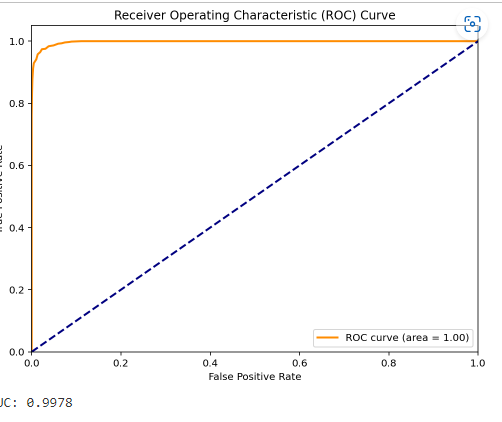 Receiver Operating Characteristic (ROC) Curve
1.0
0.8
0.6
0.4
0.2
0.0
0.0 0.2 0.4 0.6 0.8 1.0
False Positive Rate
ROC curve (area = 1.00)
UC: 0.9978